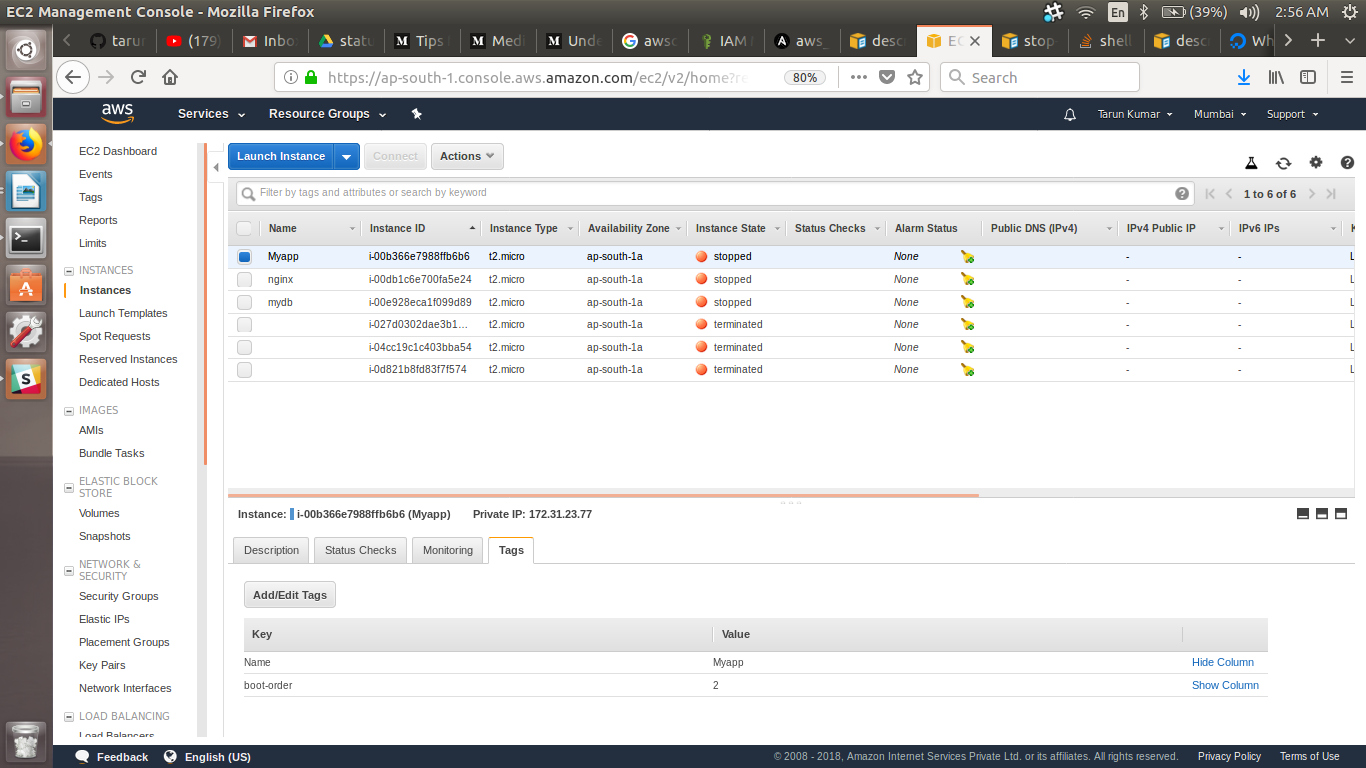 EC2 Management Console - Mozilla Firefox
En
(39%)
2:56 AM
tarur
(179)
Inbo
statu
Tips f
Medi
Unde
awsc
IAM F
aws_
descr
EC
stop-
shell
descr
Wh
https://ap-south-1.console.aws.amazon.com/ec2/v2/home?re
80%
Search
aws
Services
Resource Groups
Tarun Kumar
Mumbai
Support
EC2 Dashboard
Events
Tags
Reports
Limits
INSTANCES
Instances
Launch Templates
Spot Requests
Reserved Instances
Dedicated Hosts
IMAGES
AMIs
Bundle Tasks
ELASTIC BLOCK
STORE
Volumes
Snapshots
NETWORK &
SECURITY
Security Groups
Elastic IPs
Placement Groups
Key Pairs
Network Interfaces
LOAD BALANCING
Load Balancers
Launch Instance
Connect
Actions
Filter by tags and attributes or search by keyword
1 to 6 of 6
Name Instance ID Instance Type Availability Zone Instance State Status Checks Alarm Status Public DNS (IPv4) IPv4 Public IP IPv6 IPs K
Myapp i-00b366e7988ffb6b6 t2.micro ap-south-1a stopped None - - L
nginx i-00db1c6e700fa5e24 t2.micro ap-south-1a stopped None - - L
mydb i-00e928eca1f099d89 t2.micro ap-south-1a stopped None - - L
i-027d0302dae3b1... t2.micro ap-south-1a terminated None - - L
i-04cc19c1c403bba54 t2.micro ap-south-1a terminated None - - L
i-0d821b8fd83f7f574 t2.micro ap-south-1a terminated None - - L
Instance: i-00b366e7988ffb6b6 (Myapp) Private IP: 172.31.23.77
Description
Status Checks
Monitoring
Tags
Add/Edit Tags
Key Value
Name Myapp Hide Column
boot-order 2 Show Column
Feedback
English (US)
© 2008 - 2018, Amazon Internet Services Private Ltd. or its affiliates. All rights reserved.
Privacy Policy
Terms of Use